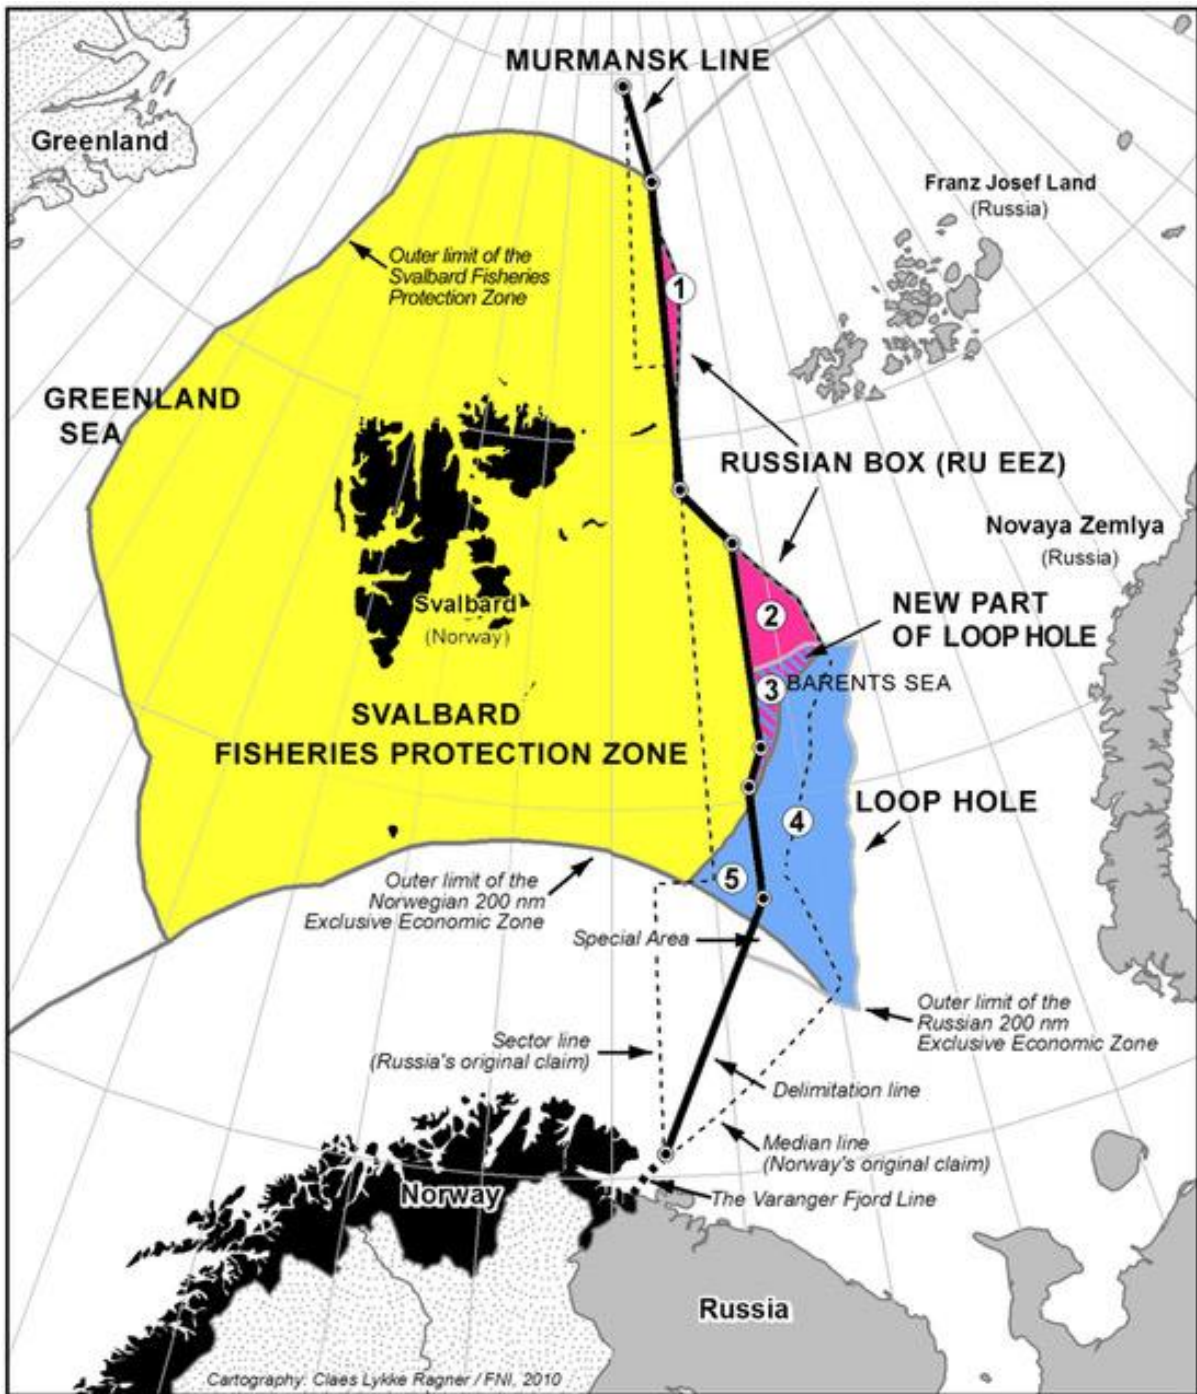 MURMANSK LINE
Greenland
Franz Josef Land
(Russia)
Outer limit of the
Svalbard Fisheries
Protection Zone
1
GREENLAND
SEA
RUSSIAN BOX (RU EEZ)
Novaya Zemlya
(Russia)
Svalbard
(Norway)
2
NEW PART
OF LOOP HOLE
3
BARENTS SEA
SVALBARD
FISHERIES PROTECTION ZONE
LOOP HOLE
4
5
Outer limit of the
Norwegian 200 nm
Exclusive Economic Zone
Special Area
Outer limit of the
Russian 200 nm
Exclusive Economic Zone
Sector line
(Russia's original claim)
Delimitation line
Median line
(Norway's original claim)
Norway
The Varanger Fjord Line
Russia
Cartography: Claes Lykke Ragner / FNI, 2010